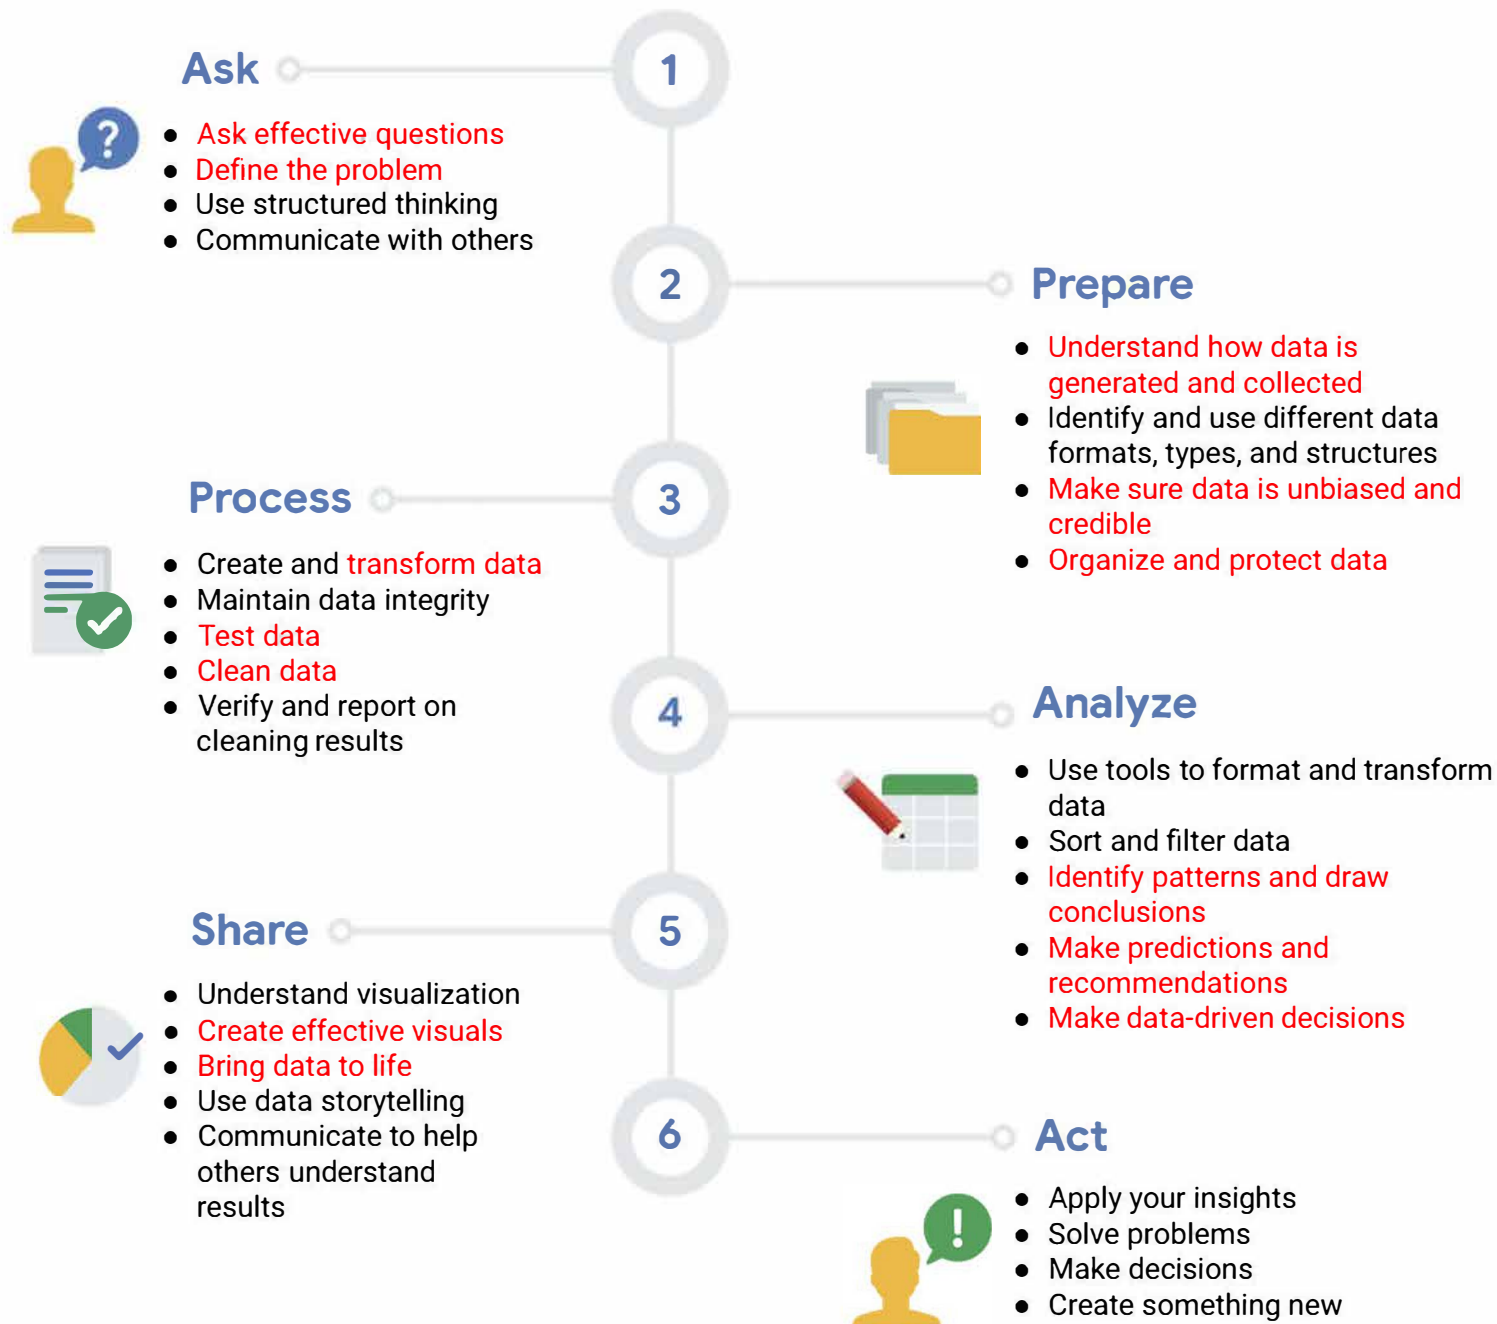 1
Ask
● Ask effective questions
● Define the problem
● Use structured thinking
● Communicate with others
?
2
Prepare
● Understand how data is
generated and collected
● Identify and use different data
formats, types, and structures
● Make sure data is unbiased and
credible
● Organize and protect data
3
Process
● Create and transform data
● Maintain data integrity
● Test data
● Clean data
● Verify and report on
cleaning results
4
Analyze
● Use tools to format and transform
data
● Sort and filter data
● Identify patterns and draw
conclusions
● Make predictions and
recommendations
● Make data-driven decisions
5
Share
● Understand visualization
● Create effective visuals
● Bring data to life
● Use data storytelling
● Communicate to help
others understand
results
6
Act
● Apply your insights
● Solve problems
● Make decisions
● Create something new
!